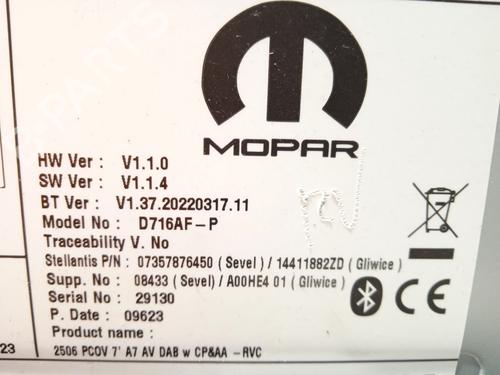 MOPAR
HW Ver : V1.1.0
SW Ver : V1.1.4
BT Ver : V1.37.20220317.11
Model No : D716AF-P
Traceability V. No
Stellantis P/N : 07357876450 ( Sevel ) / 14411882ZD ( Gliwice )
Supp. No : 08433 ( Sevel ) / A00HE4 01 ( Gliwice )
Serial No : 29130
P. Date : 09623
Product name :
2506 PCOV 7' A7 AV DAB w CP&AA -RVC
23
CE